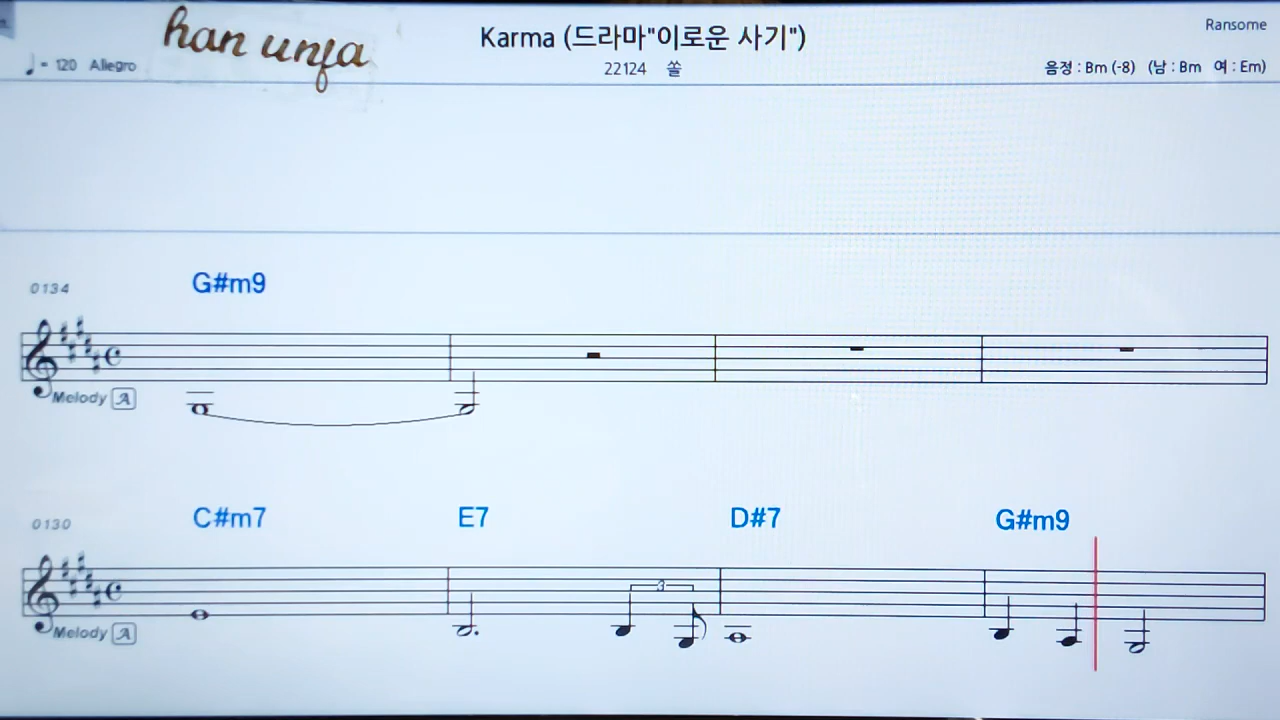 han unja
Karma (드라마"이로운 사기")
Ransome
♩ = 120 Allegro
22124 쏠
음정 : Bm (-8) (남 : Bm 여 : Em)
0134
G#m9
Melody A
0130
C#m7 E7 D#7 G#m9
3
Melody A